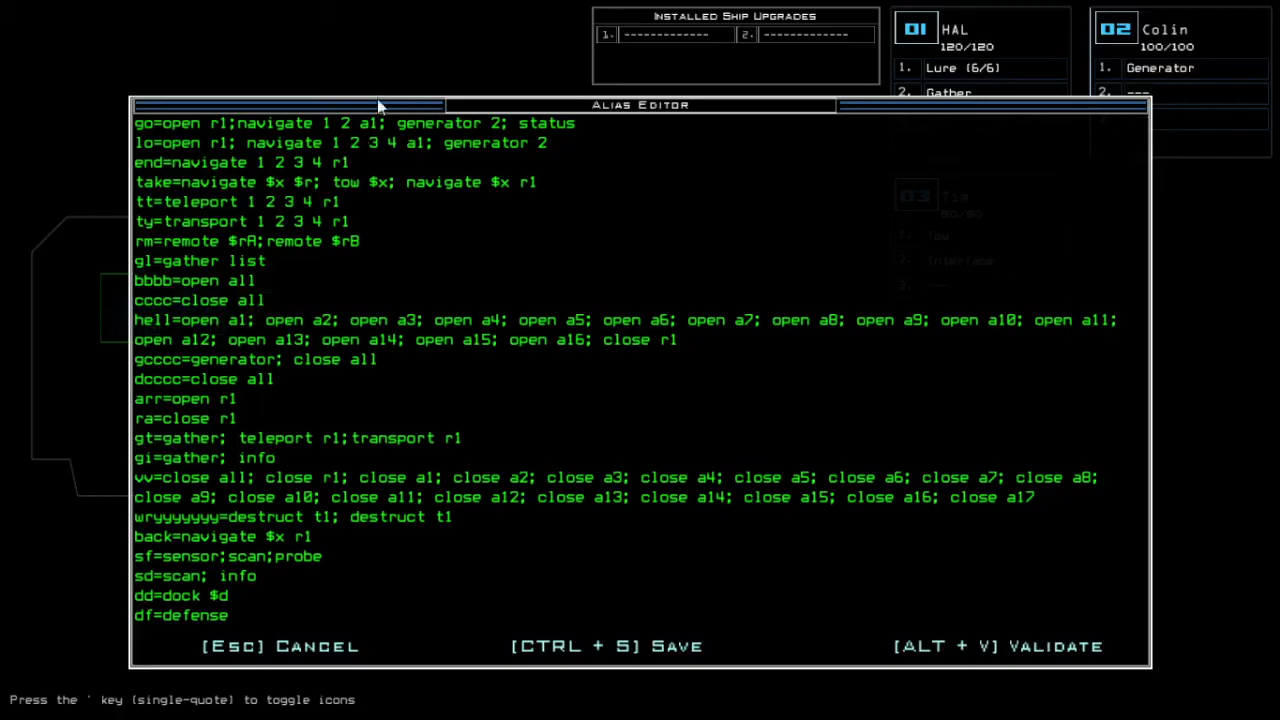 Installed Ship Upgrades
1. ------------- 2. -------------
01 HAL
120/120
1. Lure (6/6)
2. Gather
02 Colin
100/100
1. Generator
2. ---
Alias Editor
go=open r1;navigate 1 2 a1; generator 2; status
lo=open r1; navigate 1 2 3 4 a1; generator 2
end=navigate 1 2 3 4 r1
take=navigate $x $r; tow $x; navigate $x r1
tt=teleport 1 2 3 4 r1
ty=transport 1 2 3 4 r1
rm=remote $rA;remote $rB
gl=gather list
bbbb=open all
cccc=close all
hell=open a1; open a2; open a3; open a4; open a5; open a6; open a7; open a8; open a9; open a10; open a11;
open a12; open a13; open a14; open a15; open a16; close r1
gcccc=generator; close all
dcccc=close all
arr=open r1
ra=close r1
gt=gather; teleport r1;transport r1
gi=gather; info
vv=close all; close r1; close a1; close a2; close a3; close a4; close a5; close a6; close a7; close a8;
close a9; close a10; close a11; close a12; close a13; close a14; close a15; close a16; close a17
wryyyyyyy=destruct t1; destruct t1
back=navigate $x r1
sf=sensor;scan;probe
sd=scan; info
dd=dock $d
df=defense
03 Tim
1. Tow
2. Interface
3. ---
[Esc] Cancel
[CTRL + S] Save
[ALT + V] Validate
Press the ' key (single-quote) to toggle icons